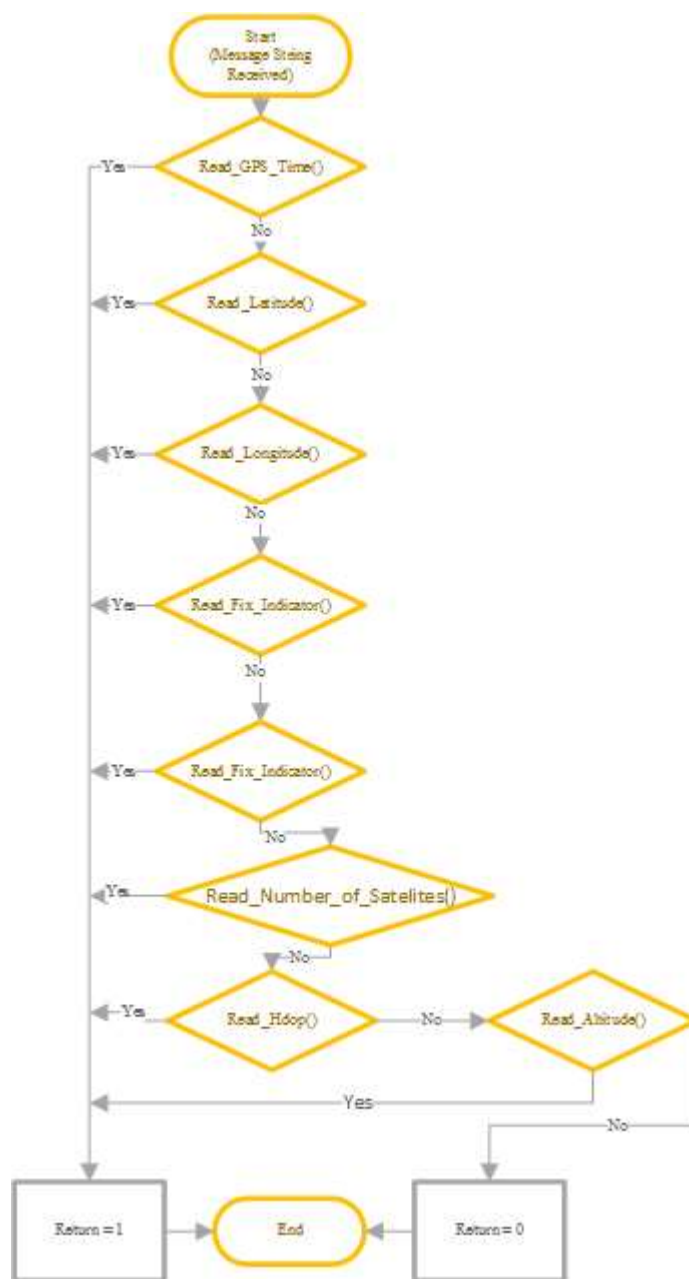 Start
(Message String
Received)
Read_GPS_Time()
Yes
No
Read_Latitude()
Yes
No
Read_Longitude()
Yes
No
Read_Fix_Indicator()
Yes
No
Read_Fix_Indicator()
Yes
No
Read_Number_of_Satelites()
Yes
No
Read_Hdop()
Yes
No
Read_Altitude()
Yes
No
Return = 1
End
Return = 0